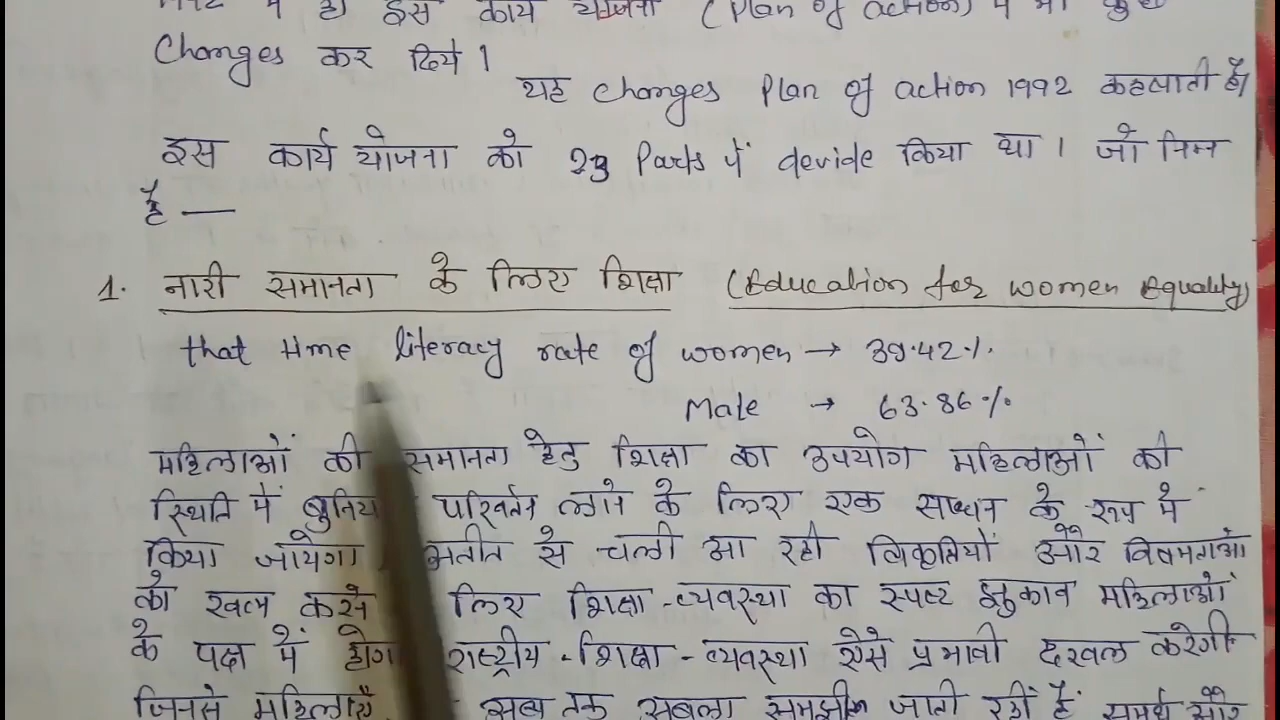 1992 में ही इस कार्य योजना (Plan of action) में भी कुछ
Changes कर दिये।
यह Changes Plan of action 1992 कहलाती है।
इस कार्य योजना को 23 Parts में devide किया था। जो निम्न
है —
1. नारी समानता के लिए शिक्षा (Education for women Equality)
that time literacy rate of women → 39.42%
Male → 63.86%
महिलाओं की समानता हेतु शिक्षा का उपयोग महिलाओं की
स्थिति में परिवर्तन लाने के लिए एक साधन के रूप में
किया जायेगा अतीत से चली आ रही विकृतियों और विषमताओं
को खत्म करने लिए शिक्षा-व्यवस्था का स्पष्ट झुकाव महिलाओं
के पक्ष में होगा राष्ट्रीय-शिक्षा-व्यवस्था ऐसे प्रभावी दखल करेगी
जिनसे महिलाएँ अब तक समझी जाती रहीं हैं समर्थ और